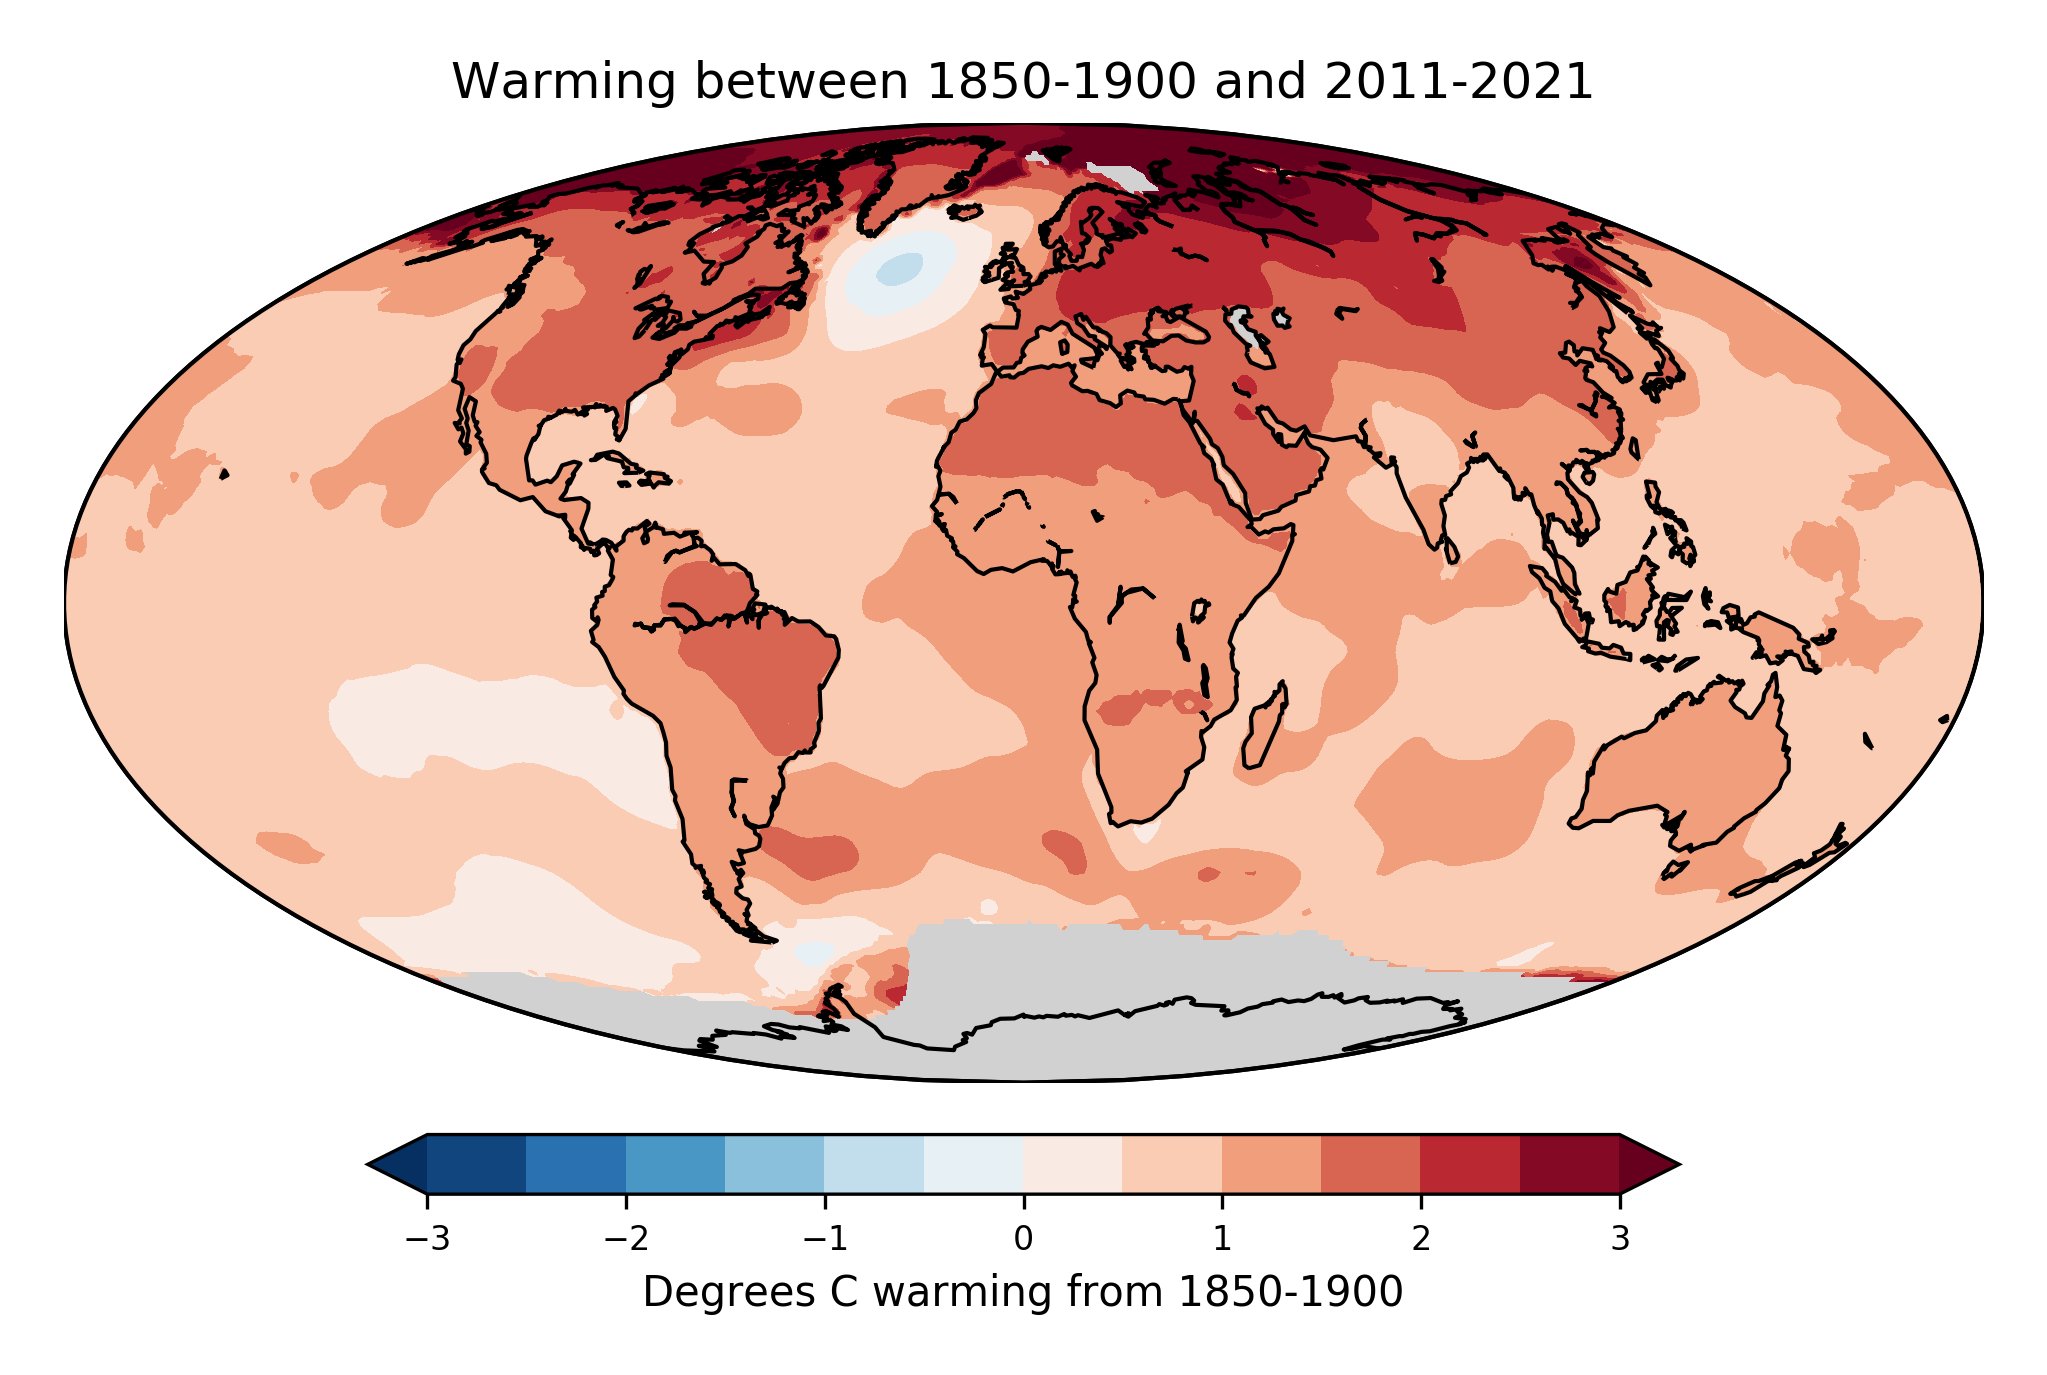 Warming between 1850-1900 and 2011-2021
−3 −2 −1 0 1 2 3
Degrees C warming from 1850-1900